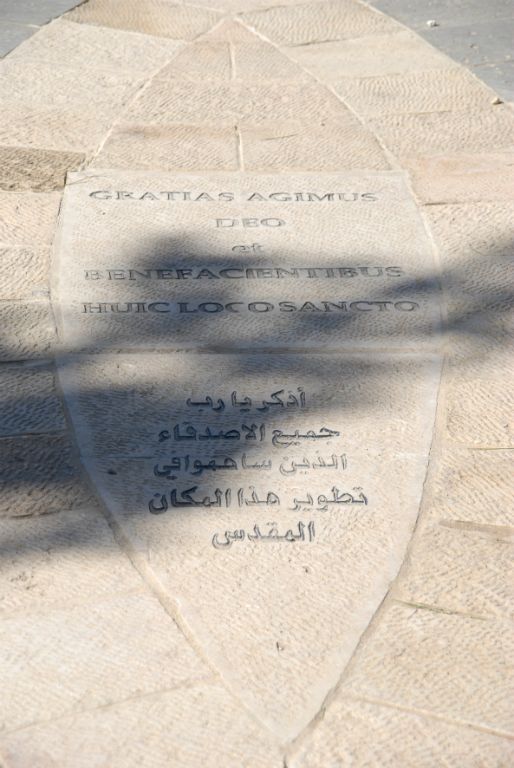 GRATIAS AGIMUS
DEO
et
BENEFACIENTIBUS
HUIC LOCO SANCTO
أذكر يا رب
جميع الاصدقاء
الذين ساهموا في
تطوير هذا المكان
المقدس